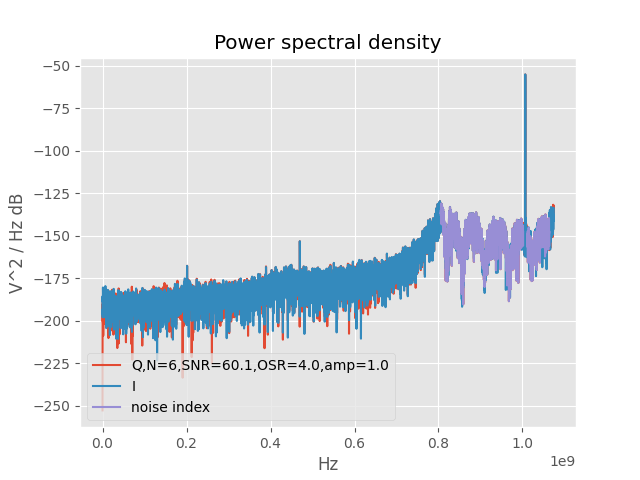 Power spectral density
V^2 / Hz dB
−50
−75
−100
−125
−150
−175
−200
−225
−250
Q,N=6,SNR=60.1,OSR=4.0,amp=1.0
I
noise index
0.0 0.2 0.4 0.6 0.8 1.0
1e9
Hz